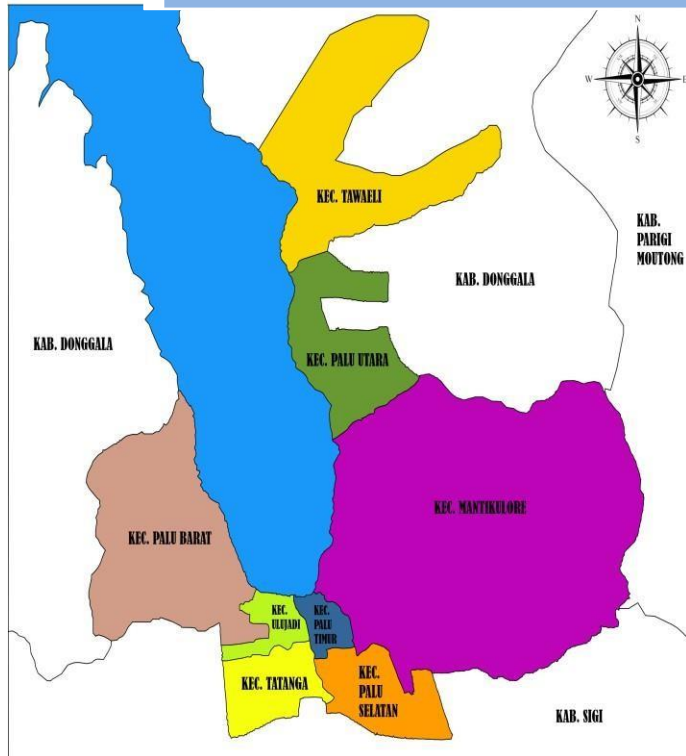 N
W
E
S
KEC. TAWAELI
KAB.
PARIGI
MOUTONG
KAB. DONGGALA
KAB. DONGGALA
KEC. PALU UTARA
KEC. MANTIKULORE
KEC. PALU BARAT
KEC.
ULUJADI
KEC.
PALU
TIMUR
KEC. TATANGA
KEC.
PALU
SELATAN
KAB. SIGI